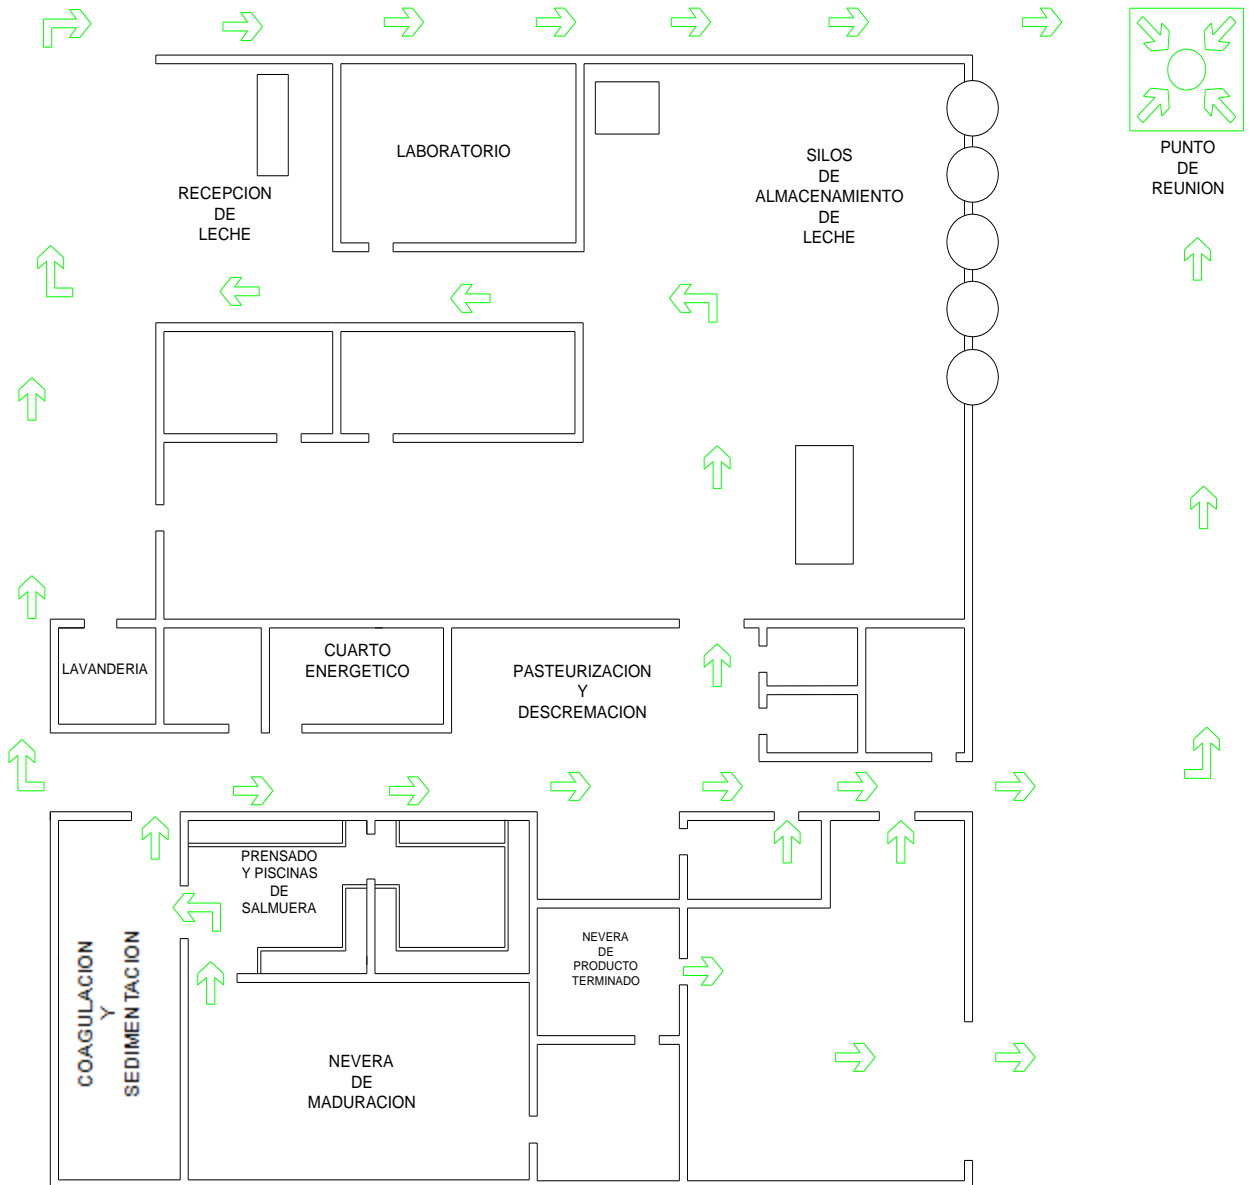 LABORATORIO
RECEPCION
DE
LECHE
SILOS
DE
ALMACENAMIENTO
DE
LECHE
PUNTO
DE
REUNION
LAVANDERIA
CUARTO
ENERGETICO
PASTEURIZACION
Y
DESCREMACION
PRENSADO
Y PISCINAS
DE
SALMUERA
COAGULACION
Y
SEDIMENTACION
NEVERA
DE
PRODUCTO
TERMINADO
NEVERA
DE
MADURACION